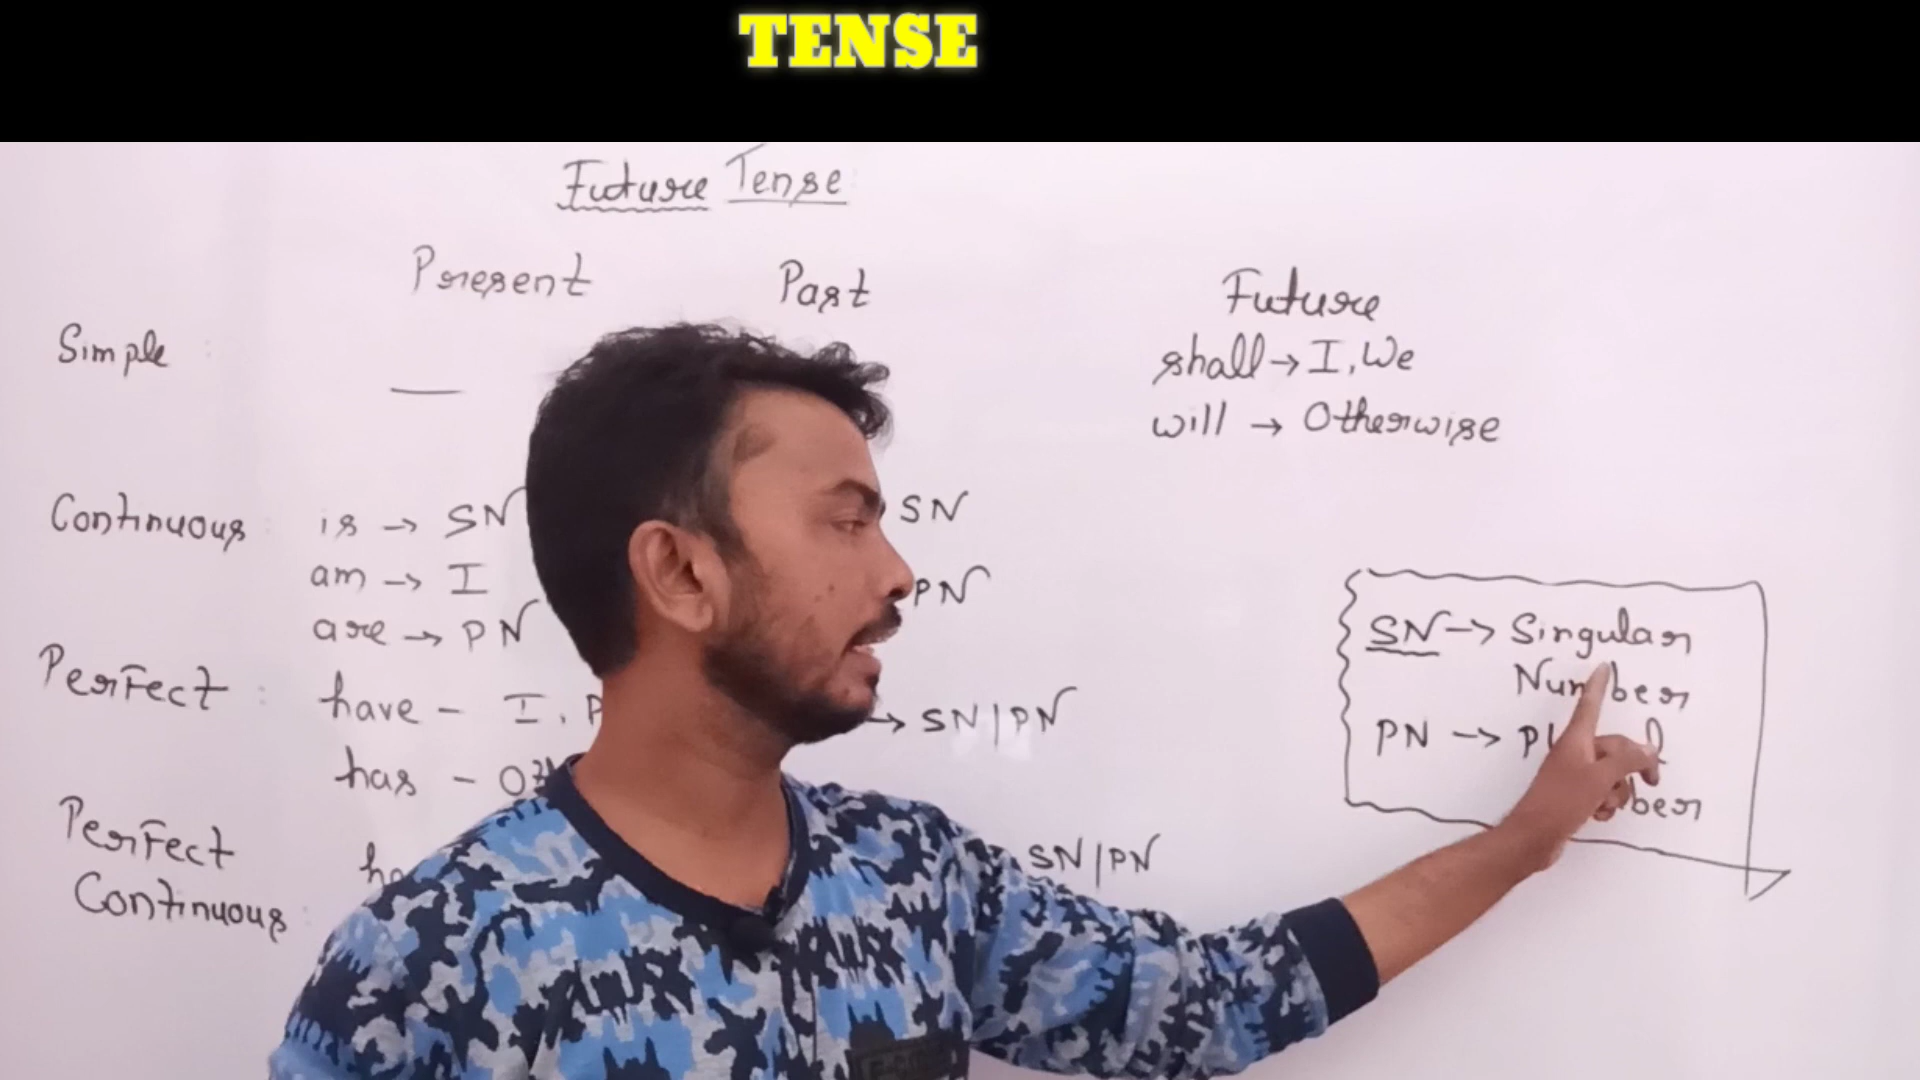 TENSE
Future Tense
Present Past Future
Simple shall → I, We
will → Otherwise
Continuous : is → SN SN
am → I PN
are → PN
SN → Singular
Number
PN →
Perfect : have - I, SN | PN
has -
Perfect
Continuous : SN | PN